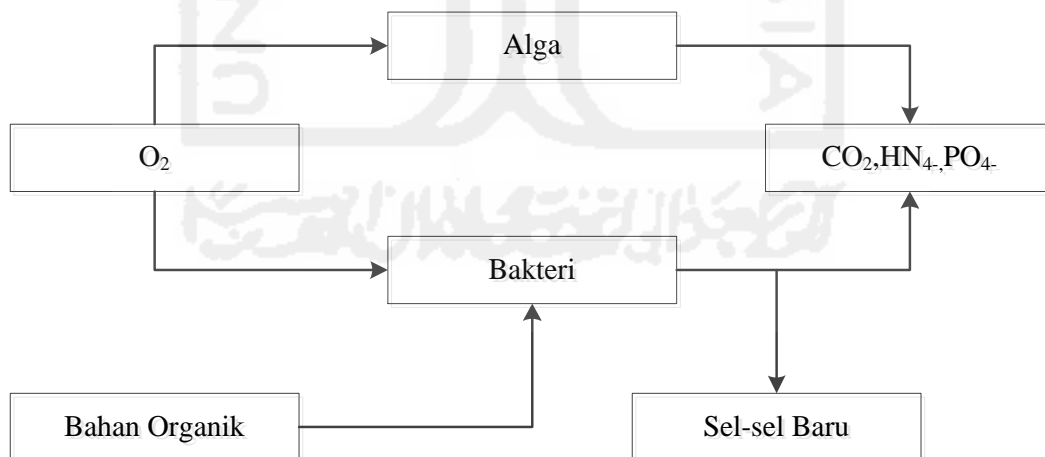 Alga
O₂
CO₂,HN₄-,PO₄-
Bakteri
Bahan Organik
Sel-sel Baru